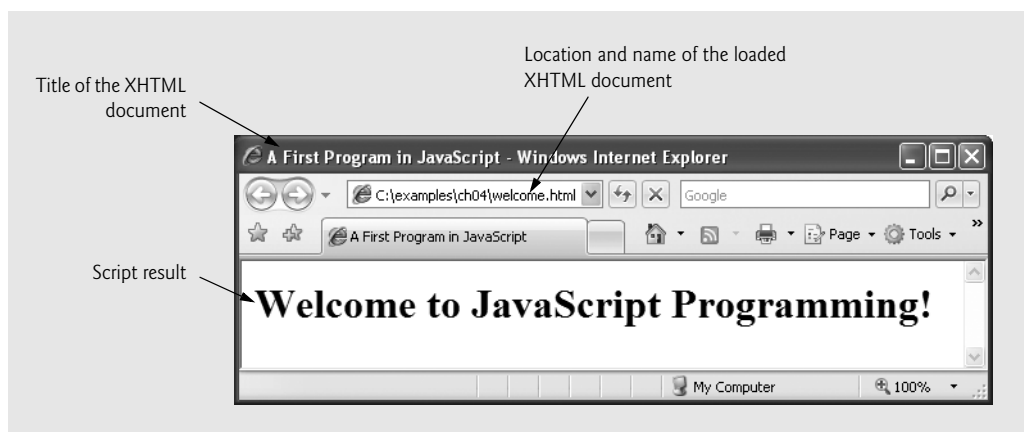 Location and name of the loaded
XHTML document
Title of the XHTML
document
A First Program in JavaScript - Windows Internet Explorer
C:\examples\ch04\welcome.html
Google
A First Program in JavaScript
Page
Tools
»
Script result
Welcome to JavaScript Programming!
My Computer
100%